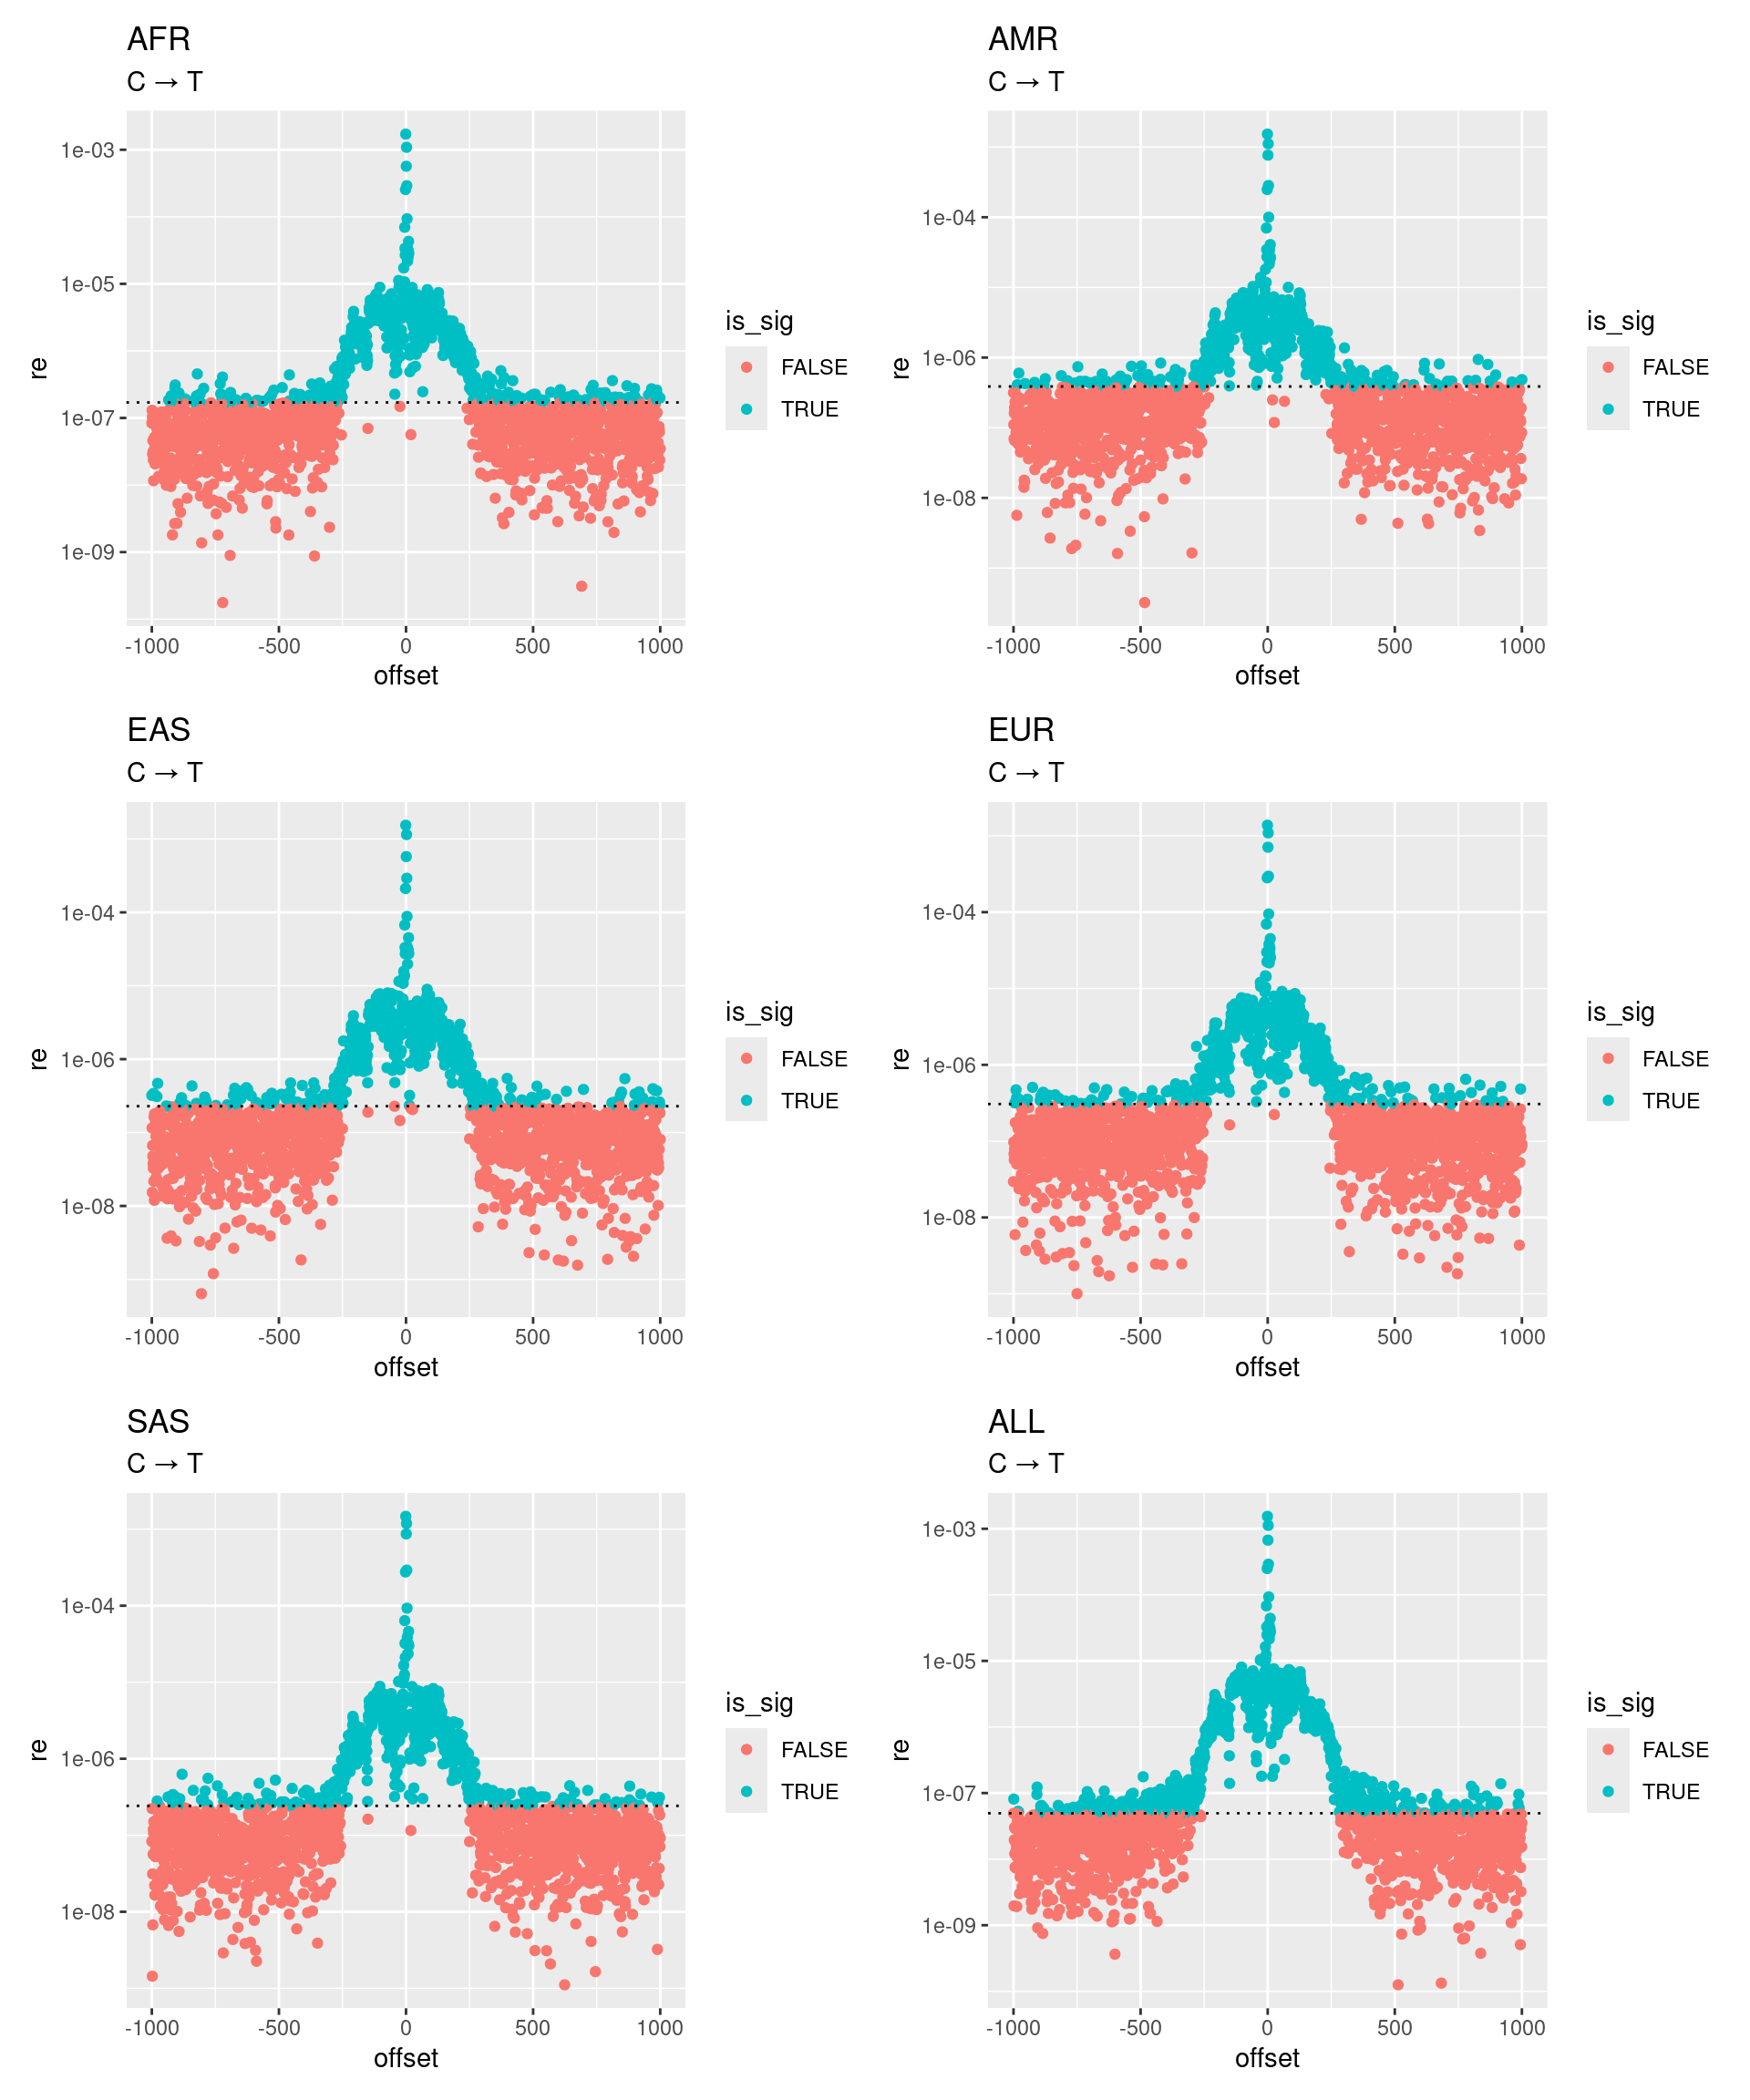 AFR
C → T
re
1e-03
1e-05
1e-07
1e-09
-1000 -500 0 500 1000
offset
is_sig
FALSE
TRUE
AMR
C → T
re
1e-04
1e-06
1e-08
-1000 -500 0 500 1000
offset
is_sig
FALSE
TRUE
EAS
C → T
re
1e-04
1e-06
1e-08
-1000 -500 0 500 1000
offset
is_sig
FALSE
TRUE
EUR
C → T
re
1e-04
1e-06
1e-08
-1000 -500 0 500 1000
offset
is_sig
FALSE
TRUE
SAS
C → T
re
1e-04
1e-06
1e-08
-1000 -500 0 500 1000
offset
is_sig
FALSE
TRUE
ALL
C → T
re
1e-03
1e-05
1e-07
1e-09
-1000 -500 0 500 1000
offset
is_sig
FALSE
TRUE